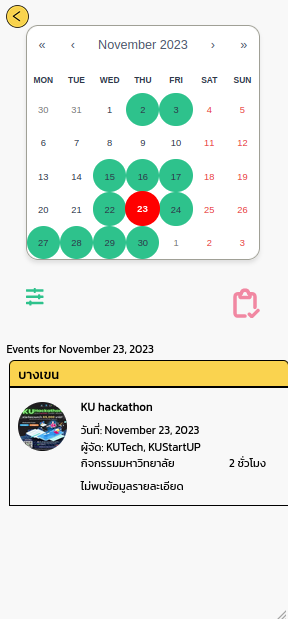 « ‹ November 2023 › »
MON TUE WED THU FRI SAT SUN
30 31 1 2 3 4 5
6 7 8 9 10 11 12
13 14 15 16 17 18 19
20 21 22 23 24 25 26
27 28 29 30 1 2 3
Events for November 23, 2023
บางเขน
KU hackathon
วันที่: November 23, 2023
ผู้จัด: KUTech, KUStartUP
กิจกรรมมหาวิทยาลัย 2 ชั่วโมง
ไม่พบข้อมูลรายละเอียด